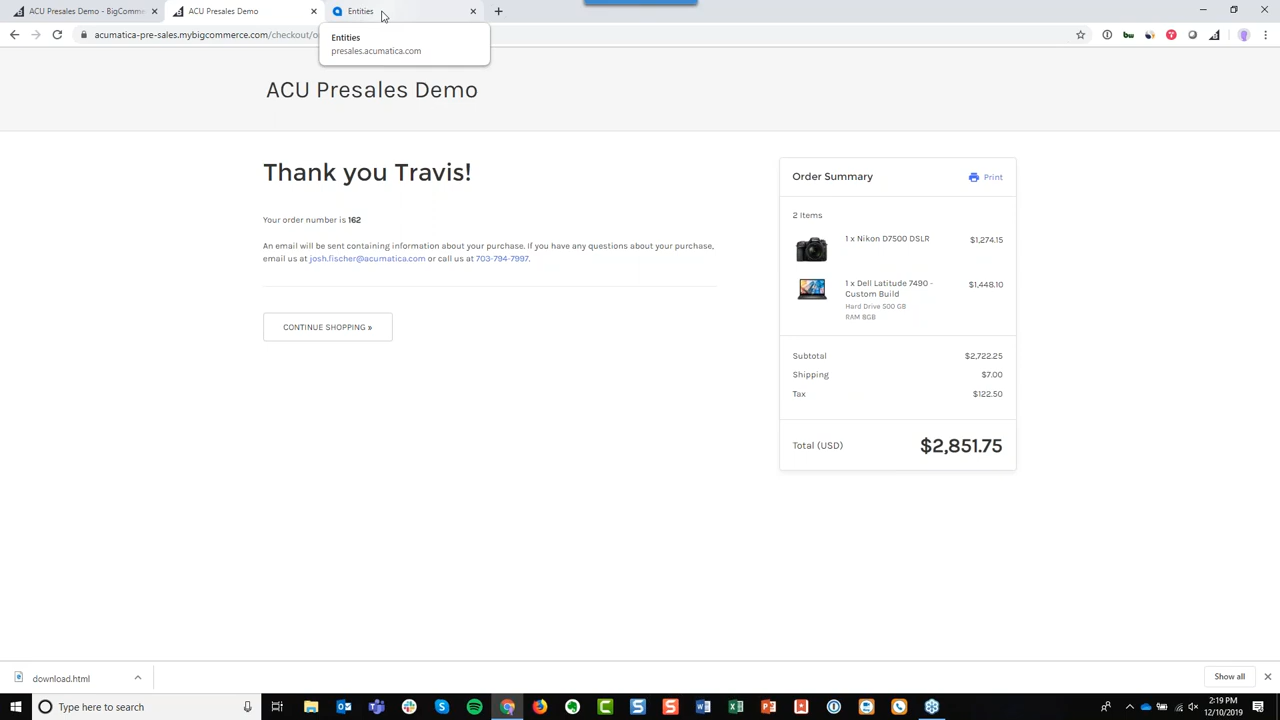 ACU Presales Demo - BigComme
ACU Presales Demo
Entities
acumatica-pre-sales.mybigcommerce.com/checkout/o
Entities
presales.acumatica.com
ACU Presales Demo
Thank you Travis!
Your order number is 162
An email will be sent containing information about your purchase. If you have any questions about your purchase,
email us at josh.fischer@acumatica.com or call us at 703-794-7997.
CONTINUE SHOPPING »
Order Summary
Print
2 Items
1 x Nikon D7500 DSLR
$1,274.15
1 x Dell Latitude 7490 -
Custom Build
$1,448.10
Hard Drive 500 GB
RAM 8GB
Subtotal
$2,722.25
Shipping
$7.00
Tax
$122.50
Total (USD)
$2,851.75
download.html
Show all
Type here to search
2:19 PM
12/10/2019